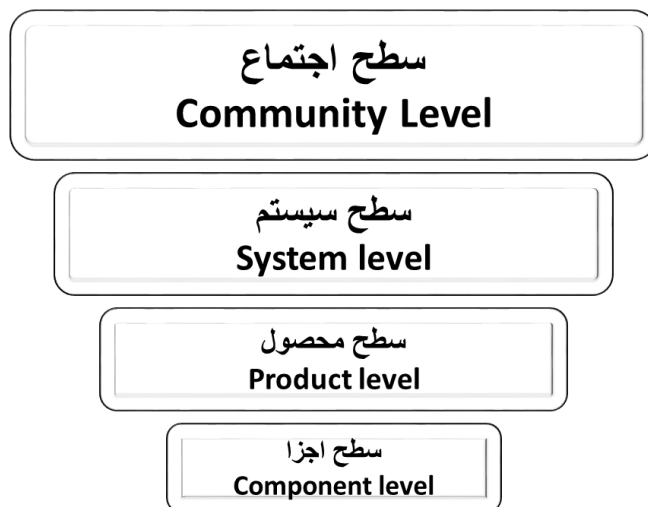 سطح اجتماع
Community Level
سطح سیستم
System level
سطح محصول
Product level
سطح اجزا
Component level